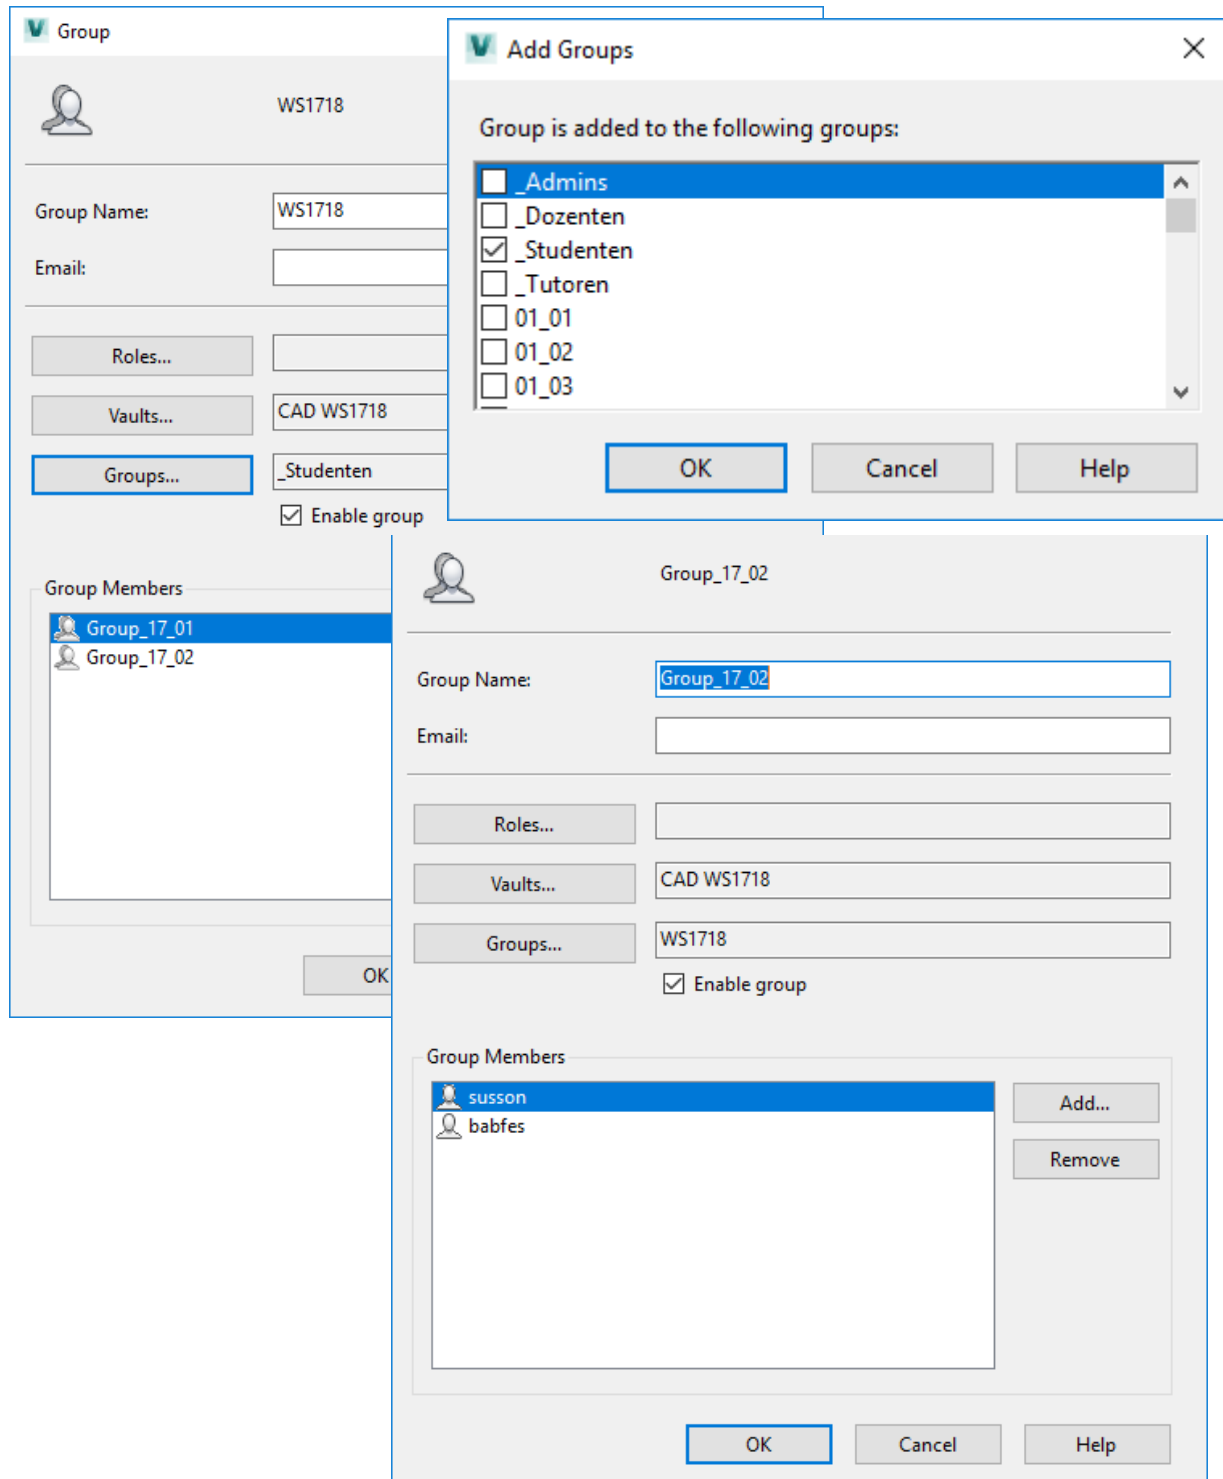 Group
WS1718
Group Name:
WS1718
Email:
Roles...
Vaults...
CAD WS1718
Groups...
_Studenten
Enable group
Group Members
Group_17_01
Group_17_02
OK
Add Groups
Group is added to the following groups:
_Admins
_Dozenten
_Studenten
_Tutoren
01_01
01_02
01_03
OK
Cancel
Help
Group_17_02
Group Name:
Group_17_02
Email:
Roles...
Vaults...
CAD WS1718
Groups...
WS1718
Enable group
Group Members
susson
babfes
Add...
Remove
OK
Cancel
Help